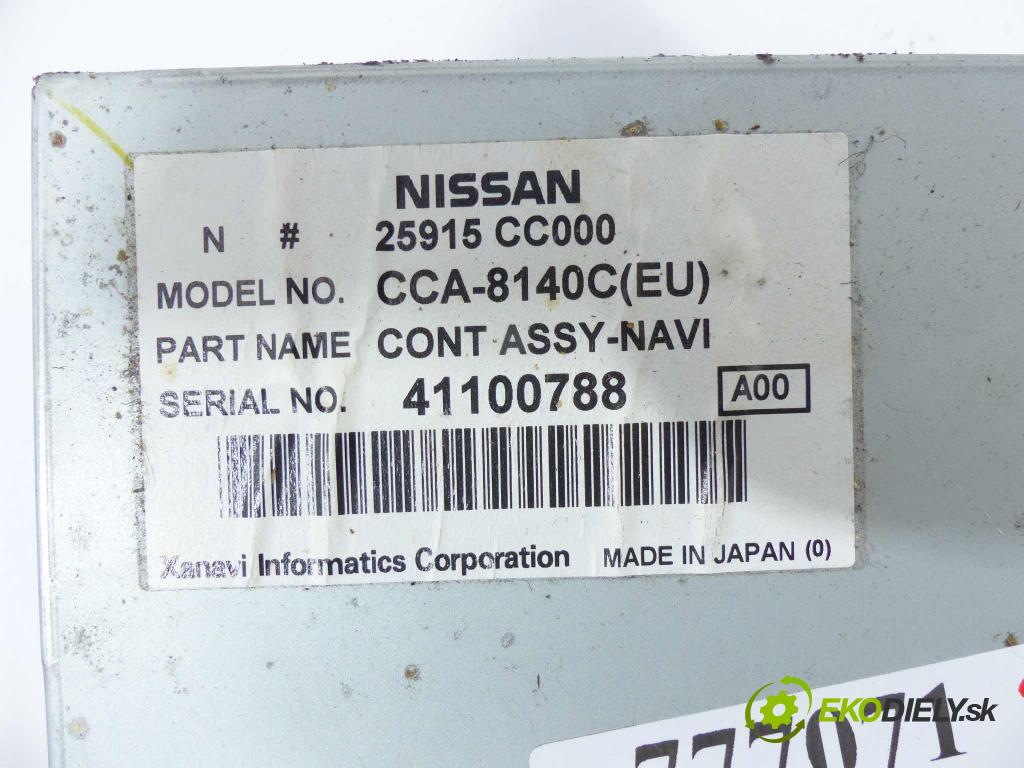 NISSAN
N # 25915 CC000
MODEL NO. CCA-8140C(EU)
PART NAME CONT ASSY-NAVI
SERIAL NO. 41100788 A00
Xanavi Informatics Corporation MADE IN JAPAN (0)
EKODIELY.sk